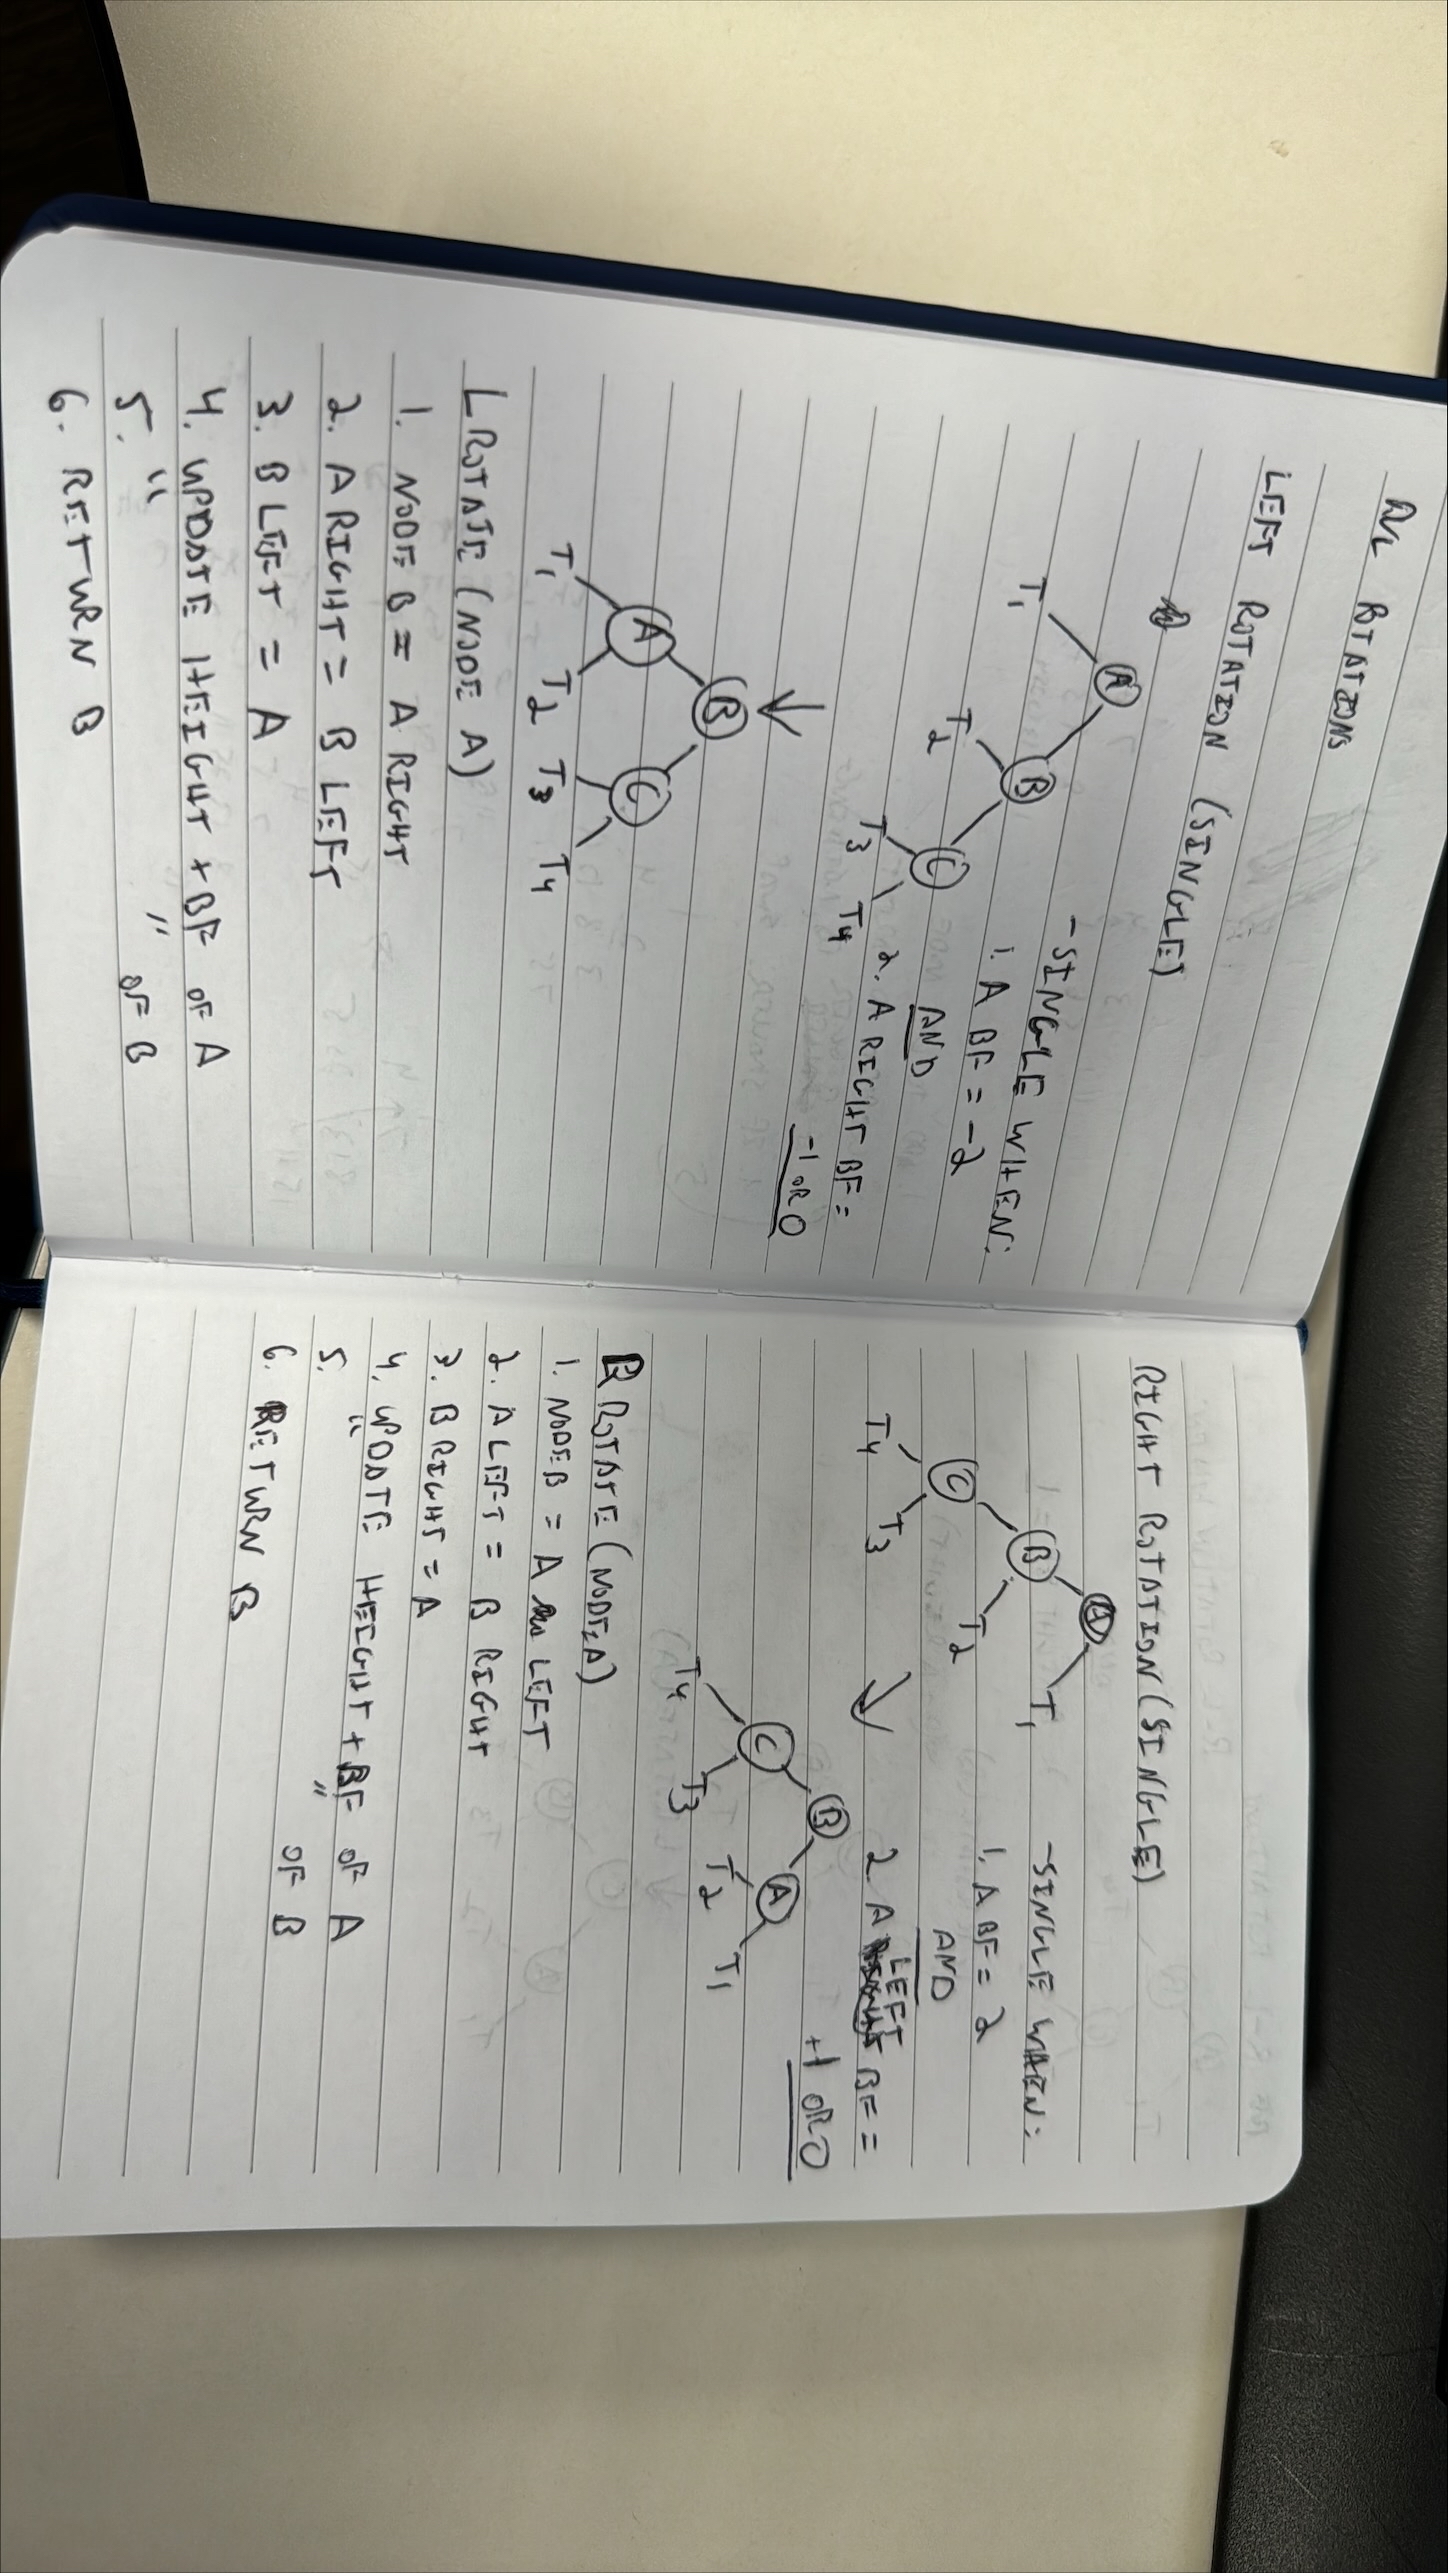 AVL ROTATIONS
LEFT ROTATION (SINGLE)
A
T1
B
T2
C
T3
T4
- SINGLE WHEN:
1. A BF = -2
AND
2. A RIGHT BF =
-1 OR 0
B
A
C
T1
T2
T3
T4
L ROTATE (NODE A)
1. NODE B = A RIGHT
2. A RIGHT = B LEFT
3. B LEFT = A
4. UPDATE HEIGHT + BF OF A
5. " " OF B
6. RETURN B
RIGHT ROTATION (SINGLE)
A
B
T1
C
T2
T4
T3
- SINGLE WHEN:
1. A BF = 2
AND
2 A LEFT BF =
+1 OR 0
B
C
A
T4
T3
T2
T1
R ROTATE (NODE A)
1. NODE B = A LEFT
2. A LEFT = B RIGHT
3. B RIGHT = A
4. UPDATE HEIGHT + BF OF A
5. " " OF B
6. RETURN B